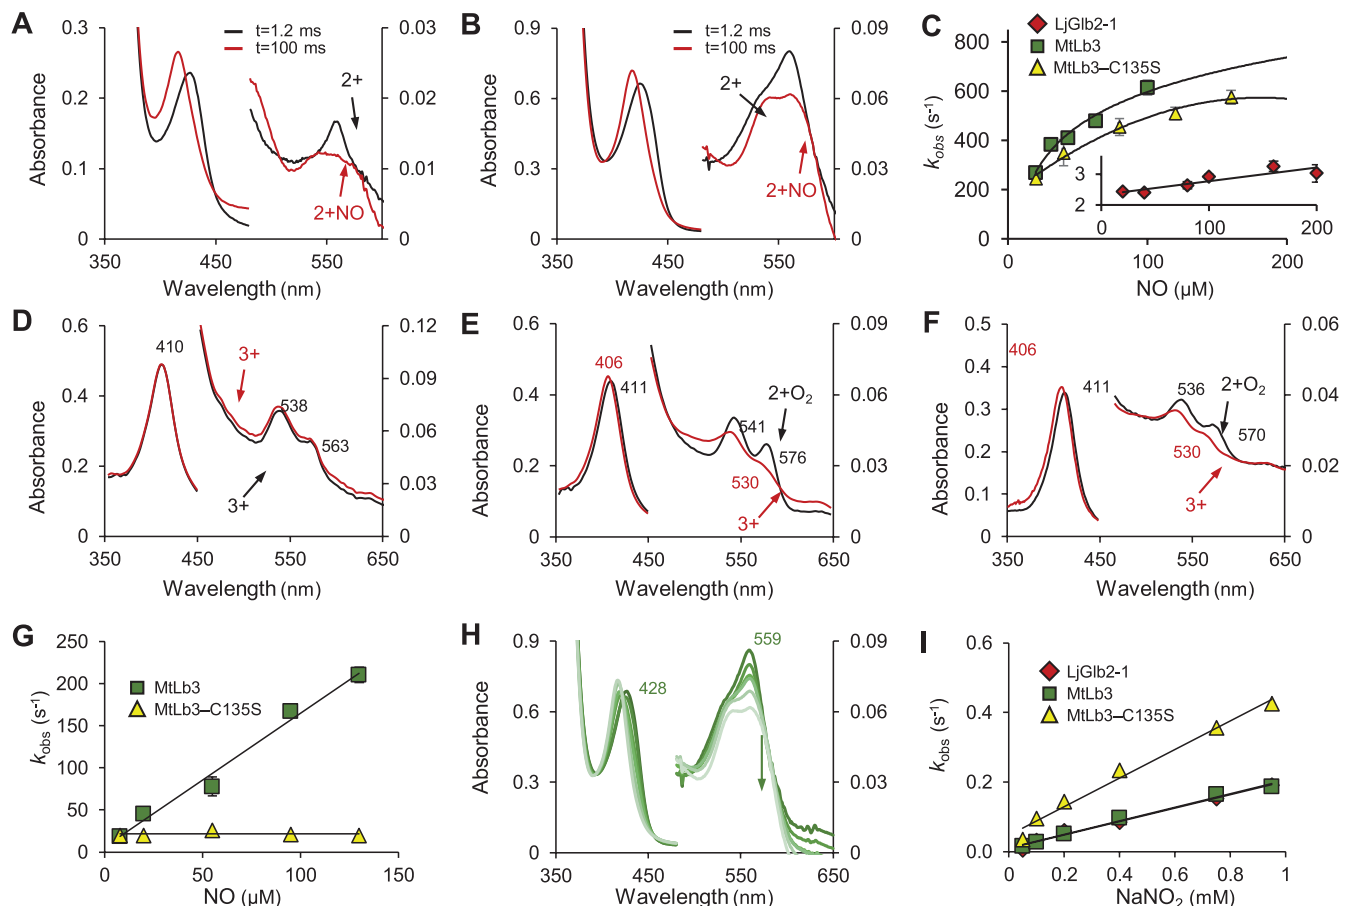 A
t=1.2 ms
t=100 ms
0.3
0.2
0.1
0
0.03
0.02
0.01
0
2+
2+NO
Absorbance
350
450
550
Wavelength (nm)
B
t=1.2 ms
t=100 ms
0.9
0.6
0.3
0
0.09
0.06
0.03
0
2+
2+NO
Absorbance
350
450
550
Wavelength (nm)
C
LjGlb2-1
MtLb3
MtLb3–C135S
800
600
400
200
0
kobs (s⁻¹)
3
2
0
100
200
0
100
200
NO (µM)
D
0.6
0.4
0.2
0
0.12
0.09
0.06
0.03
0
410
3+
538
563
3+
Absorbance
350
450
550
650
Wavelength (nm)
E
0.6
0.4
0.2
0
0.09
0.06
0.03
0
406
411
2+O₂
541
576
530
3+
Absorbance
350
450
550
650
Wavelength (nm)
F
0.5
0.4
0.3
0.2
0.1
0
0.06
0.04
0.02
0
406
411
536
2+O₂
570
530
3+
Absorbance
350
450
550
650
Wavelength (nm)
G
250
200
150
100
50
0
MtLb3
MtLb3–C135S
kobs (s⁻¹)
0
50
100
150
NO (µM)
H
0.9
0.6
0.3
0
0.09
0.06
0.03
0
559
428
Absorbance
350
450
550
650
Wavelength (nm)
I
0.6
0.4
0.2
0.0
LjGlb2-1
MtLb3
MtLb3–C135S
kobs (s⁻¹)
0
0.2
0.4
0.6
0.8
1
NaNO₂ (mM)